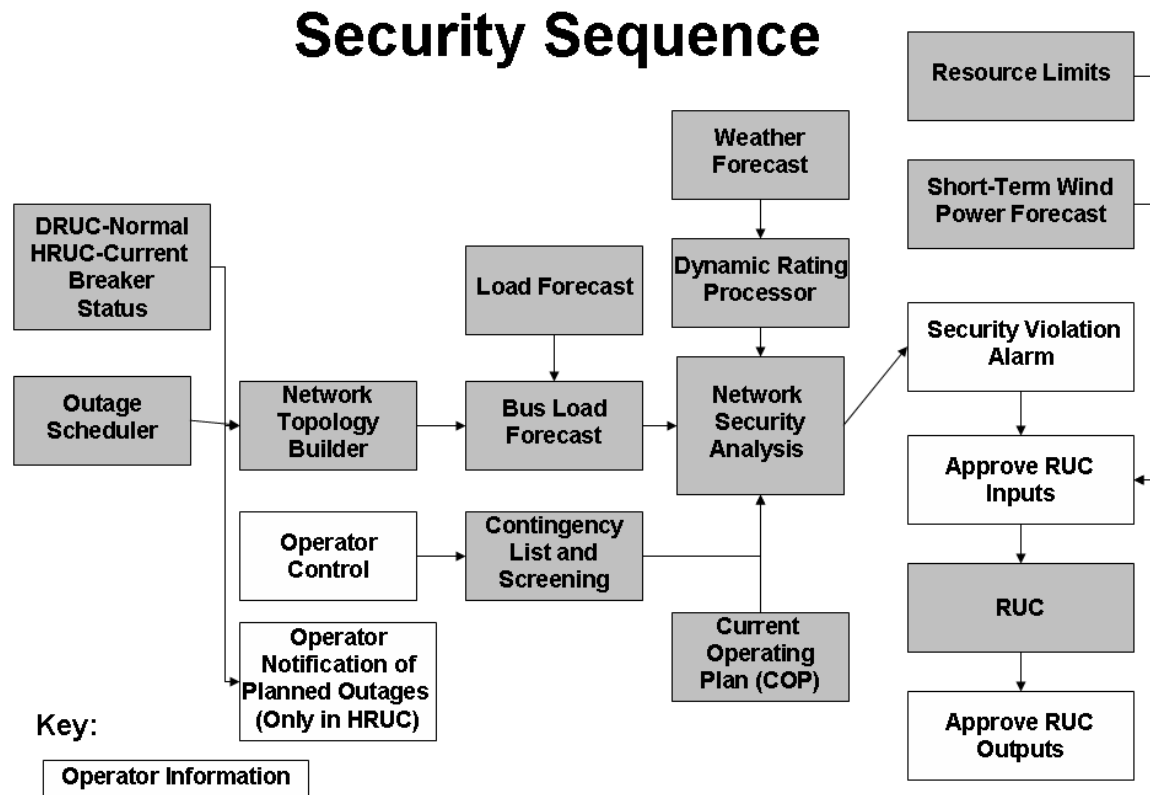 Security Sequence
Resource Limits
Weather
Forecast
Short-Term Wind
Power Forecast
DRUC-Normal
HRUC-Current
Breaker
Status
Load Forecast
Dynamic Rating
Processor
Security Violation
Alarm
Outage
Scheduler
Network
Topology
Builder
Bus Load
Forecast
Network
Security
Analysis
Approve RUC
Inputs
Operator
Control
Contingency
List and
Screening
RUC
Operator
Notification of
Planned Outages
(Only in HRUC)
Current
Operating
Plan (COP)
Approve RUC
Outputs
Key:
Operator Information